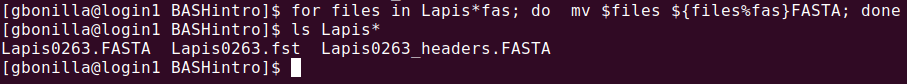 [gbonilla@login1 BASHintro]$ for files in Lapis*fas; do  mv $files ${files%fas}FASTA; done
[gbonilla@login1 BASHintro]$ ls Lapis*
Lapis0263.FASTA  Lapis0263.fst  Lapis0263_headers.FASTA
[gbonilla@login1 BASHintro]$